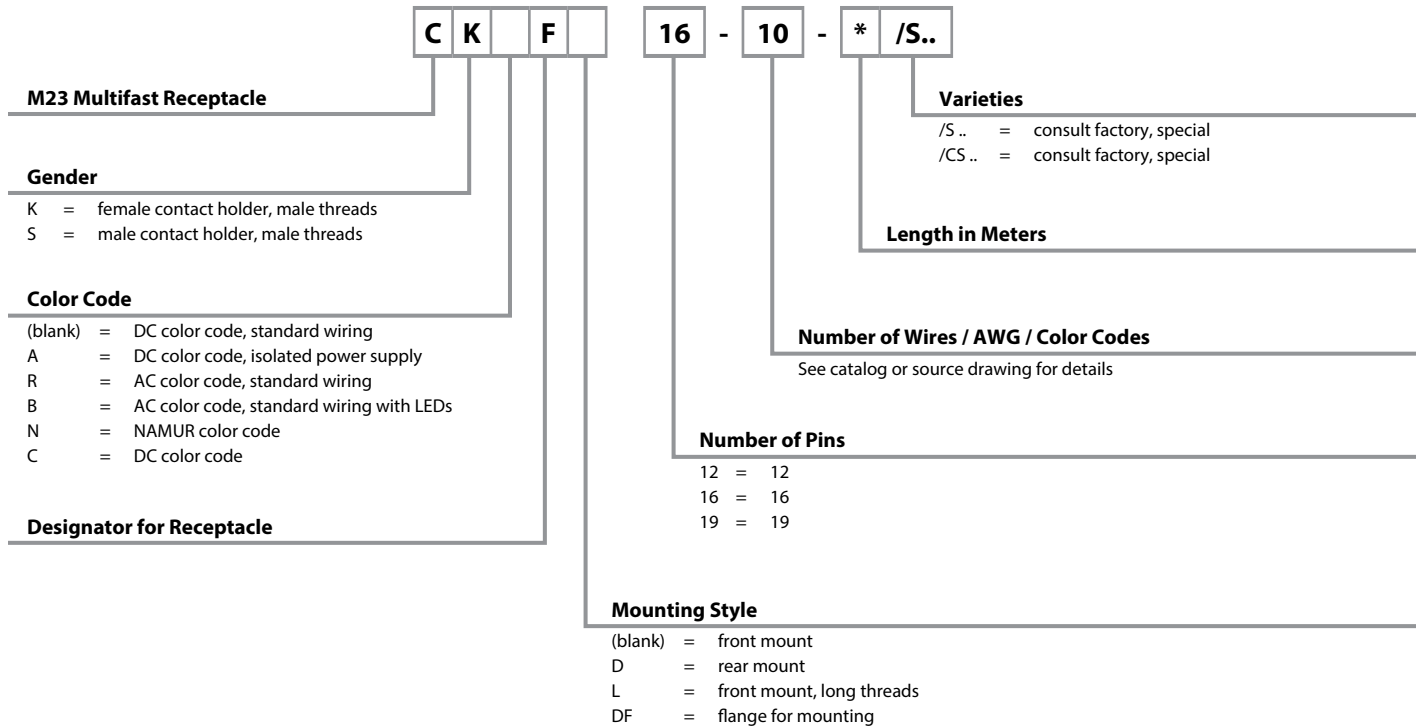 C K F 16 - 10 - * /S..
M23 Multifast Receptacle
Gender
K = female contact holder, male threads
S = male contact holder, male threads
Color Code
(blank) = DC color code, standard wiring
A = DC color code, isolated power supply
R = AC color code, standard wiring
B = AC color code, standard wiring with LEDs
N = NAMUR color code
C = DC color code
Designator for Receptacle
Varieties
/S .. = consult factory, special
/CS .. = consult factory, special
Length in Meters
Number of Wires / AWG / Color Codes
See catalog or source drawing for details
Number of Pins
12 = 12
16 = 16
19 = 19
Mounting Style
(blank) = front mount
D = rear mount
L = front mount, long threads
DF = flange for mounting